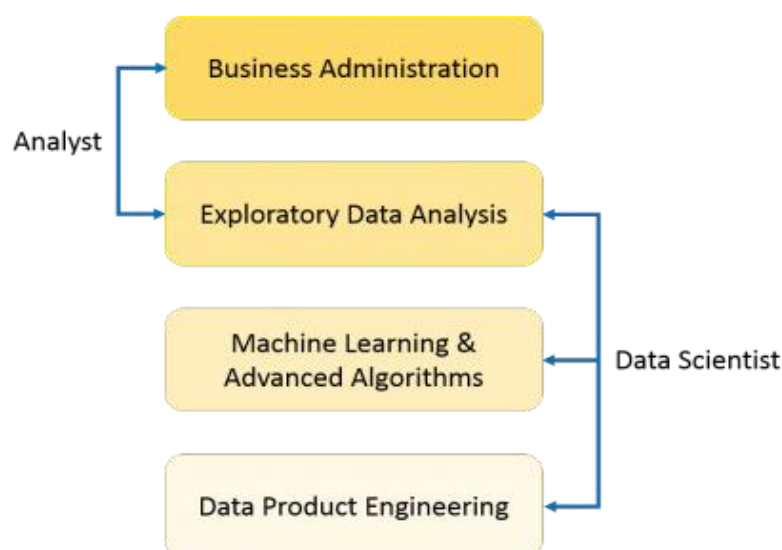 Business Administration
Analyst
Exploratory Data Analysis
Machine Learning &
Advanced Algorithms
Data Scientist
Data Product Engineering